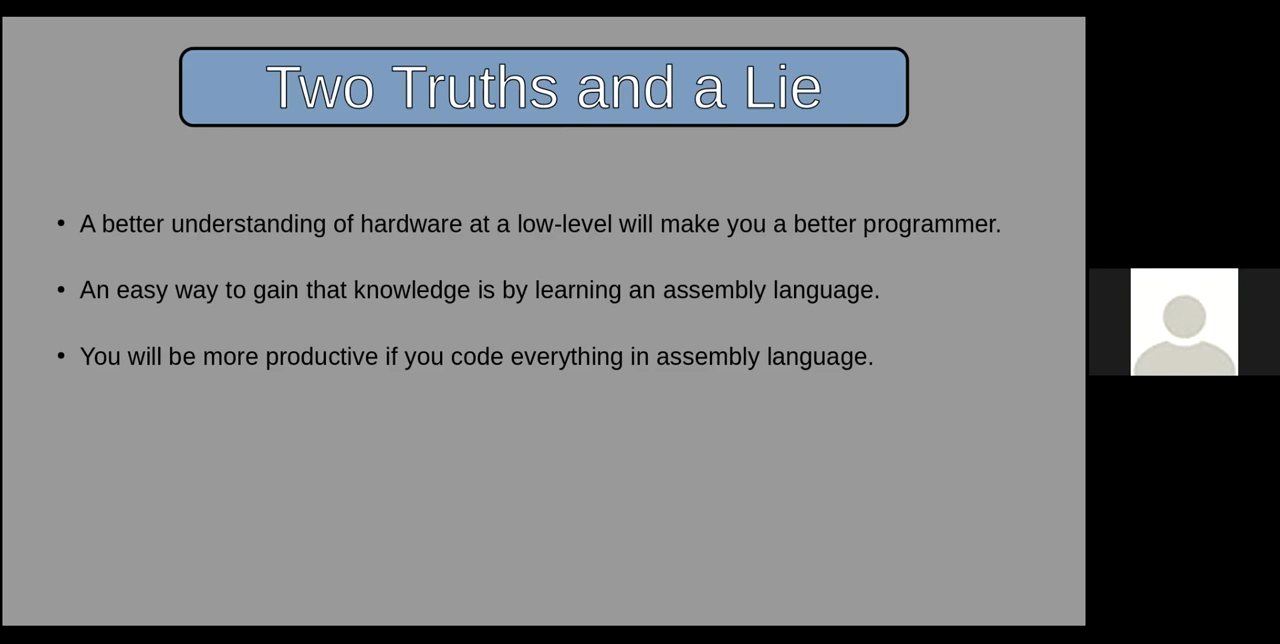 Two Truths and a Lie
• A better understanding of hardware at a low-level will make you a better programmer.
• An easy way to gain that knowledge is by learning an assembly language.
• You will be more productive if you code everything in assembly language.